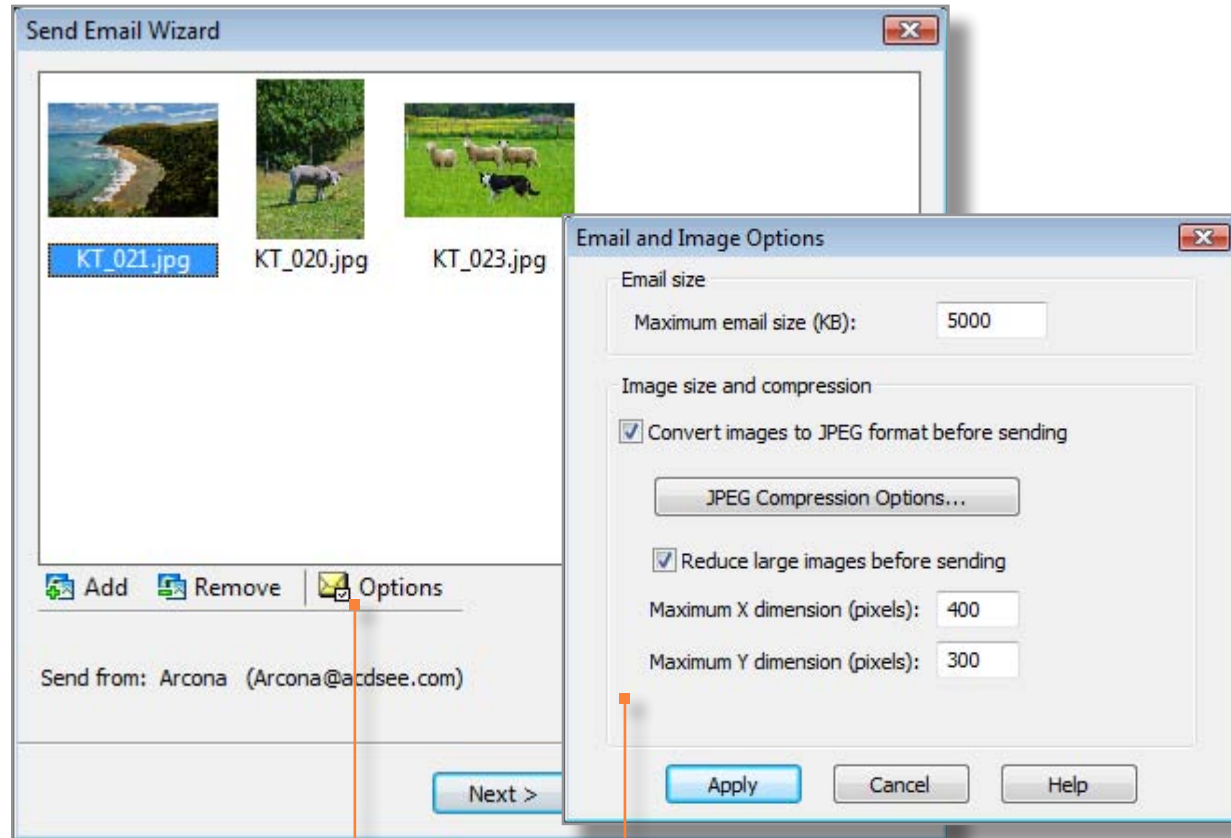 Send Email Wizard
KT_021.jpg KT_020.jpg KT_023.jpg
Add Remove Options
Send from: Arcona (Arcona@acdsee.com)
Next >
Email and Image Options
Email size
Maximum email size (KB): 5000
Image size and compression
Convert images to JPEG format before sending
JPEG Compression Options...
Reduce large images before sending
Maximum X dimension (pixels): 400
Maximum Y dimension (pixels): 300
Apply Cancel Help